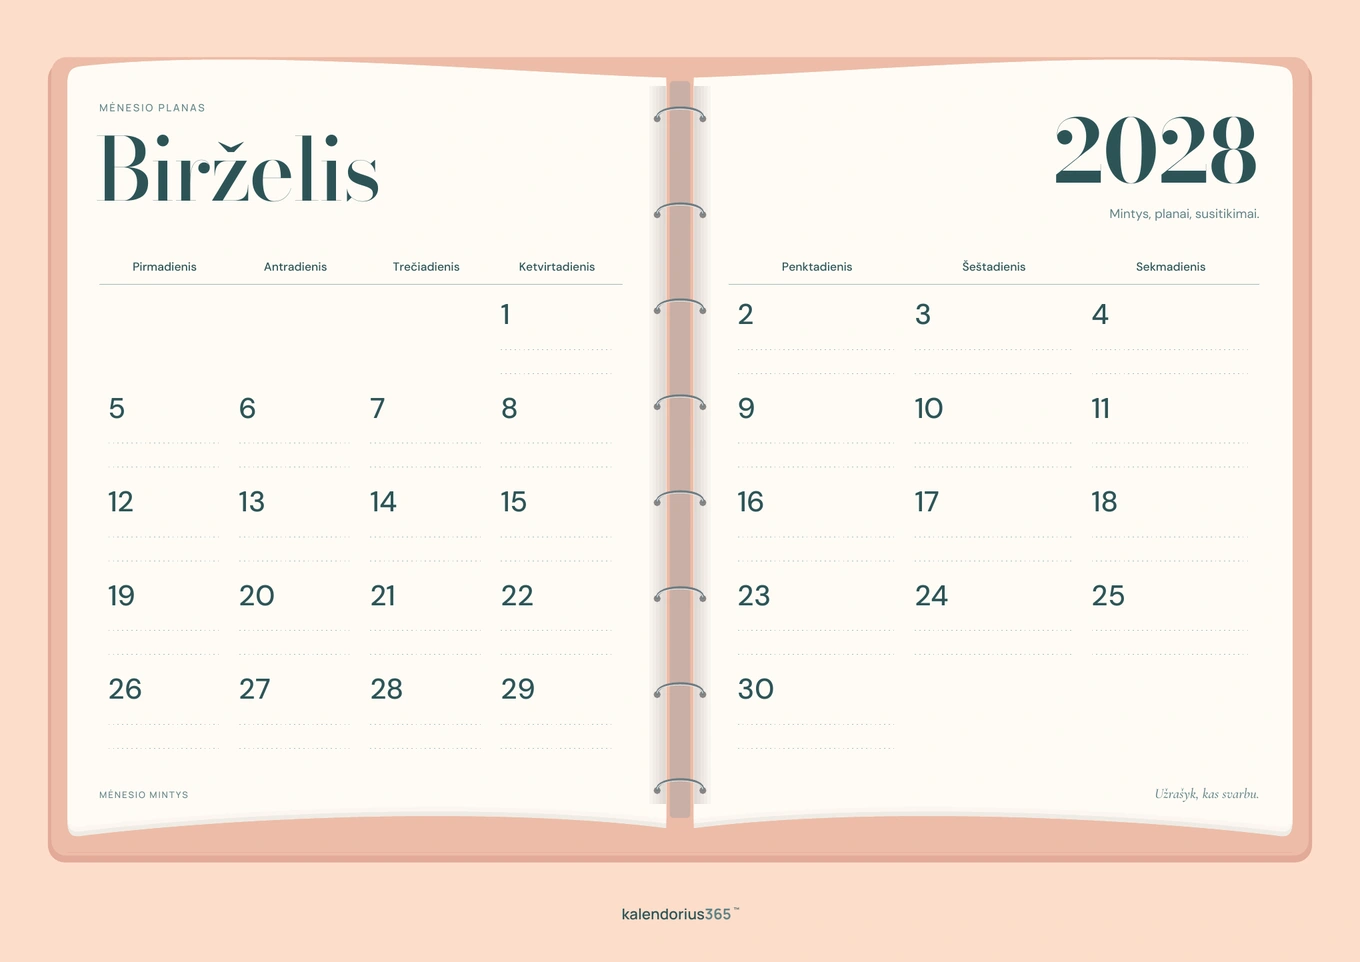 MĖNESIO PLANAS
Birželis
2028
Mintys, planai, susitikimai.
Pirmadienis Antradienis Trečiadienis Ketvirtadienis Penktadienis Šeštadienis Sekmadienis
1 2 3 4
5 6 7 8 9 10 11
12 13 14 15 16 17 18
19 20 21 22 23 24 25
26 27 28 29 30
MĖNESIO MINTYS
Užrašyk, kas svarbu.
kalendorius365™